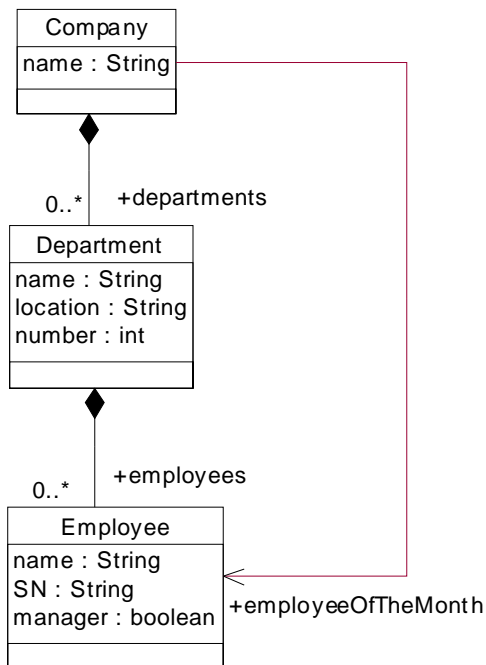 Company
name : String
0..* +departments
Department
name : String
location : String
number : int
0..* +employees
Employee
name : String
SN : String
manager : boolean
+employeeOfTheMonth